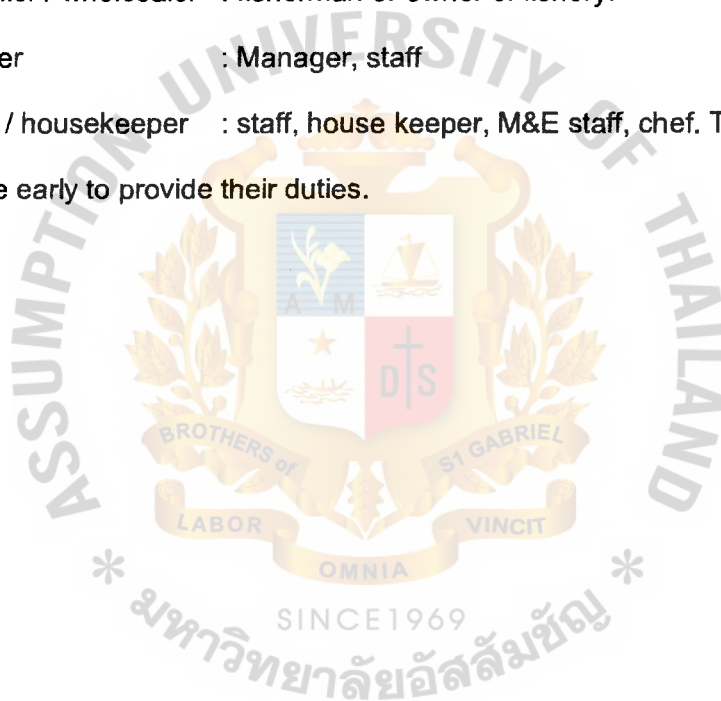 : Manager, staff
/ housekeeper : staff, house keeper, M&E staff, chef.
early to provide their duties.
ASSUMPTION UNIVERSITY OF THAILAND
A M
D S
BROTHERS of S1 GABRIEL
LABOR VINCIT
OMNIA
* *
SINCE1969
มหาวิทยาลัยอัสสัมชัญ